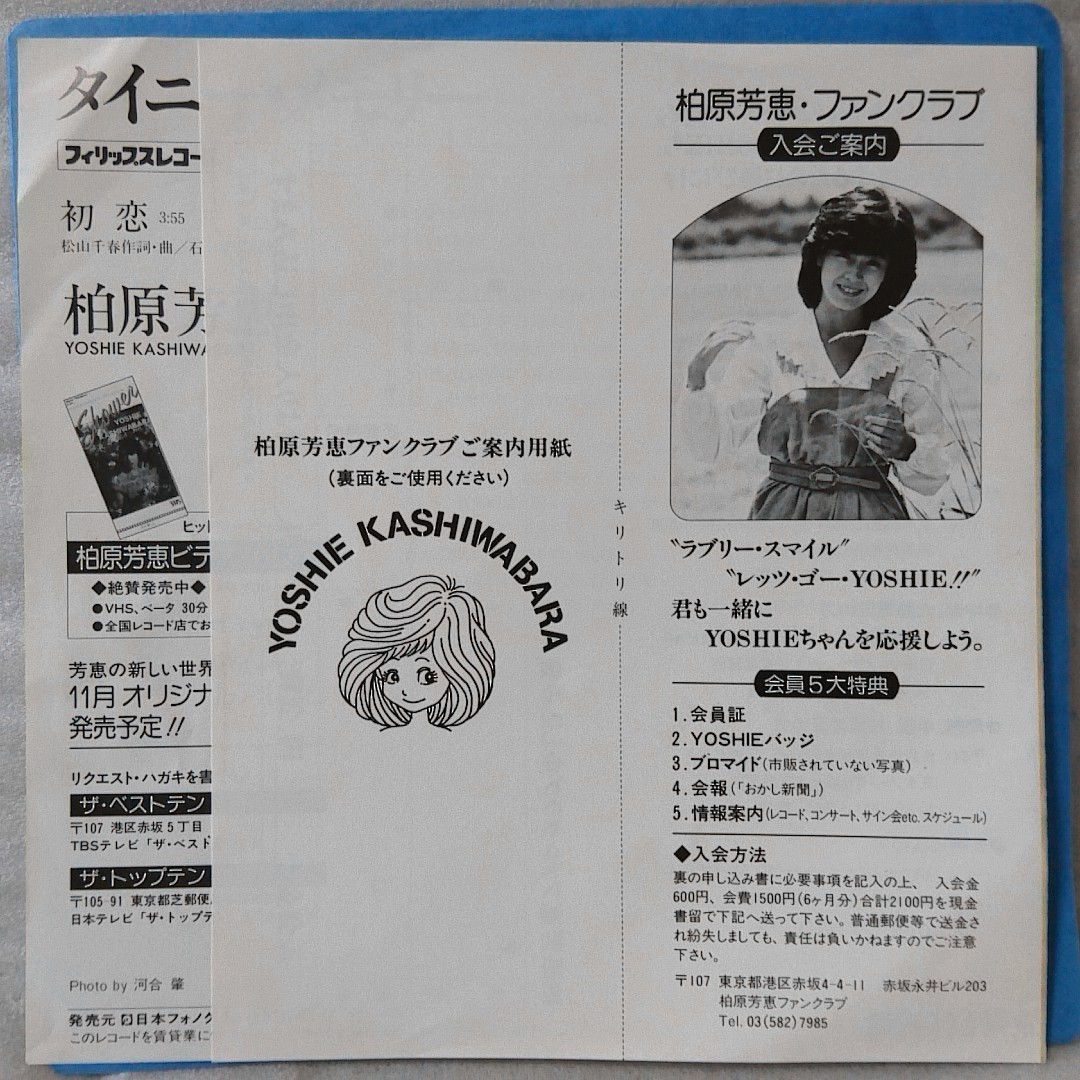 タイニ
フィリップスレコー
初恋 3:55
松山千春作詞・曲／石
柏原芳
YOSHIE KASHIWA
Shower
YOSHIE
KASHIWABARA
ヒッ
柏原芳恵ビデ
◆絶賛発売中◆
●VHS、ベータ 30分
●全国レコード店でお
芳恵の新しい世界
11月 オリジナ
発売予定!!
リクエスト・ハガキを書
ザ・ベストテン
〒107 港区赤坂5丁目
TBSテレビ「ザ・ベスト
ザ・トップテン
〒105-91 東京都芝郵便
日本テレビ「ザ・トップテ
Photo by 河合 肇
発売元 日本フォノグ
このレコードを賃貸業に
柏原芳恵ファンクラブご案内用紙
(裏面をご使用ください)
YOSHIE KASHIWABARA
キリトリ線
柏原芳恵・ファンクラブ
入会ご案内
"ラブリー・スマイル"
"レッツ・ゴー・YOSHIE!!"
君も一緒に
YOSHIEちゃんを応援しよう。
会員5大特典
1.会員証
2.YOSHIEバッジ
3.ブロマイド(市販されていない写真)
4.会報(「おかし新聞」)
5.情報案内(レコード、コンサート、サイン会etc. スケジュール)
◆入会方法
裏の申し込み書に必要事項を記入の上、 入会金
600円、会費1500円(6ヶ月分)合計2100円を現金
書留で下記へ送って下さい。普通郵便等で送金さ
れ紛失しましても、責任は負いかねますのでご注意
下さい。
〒107 東京都港区赤坂4-4-11 赤坂永井ビル203
柏原芳恵ファンクラブ
Tel. 03(582)7985